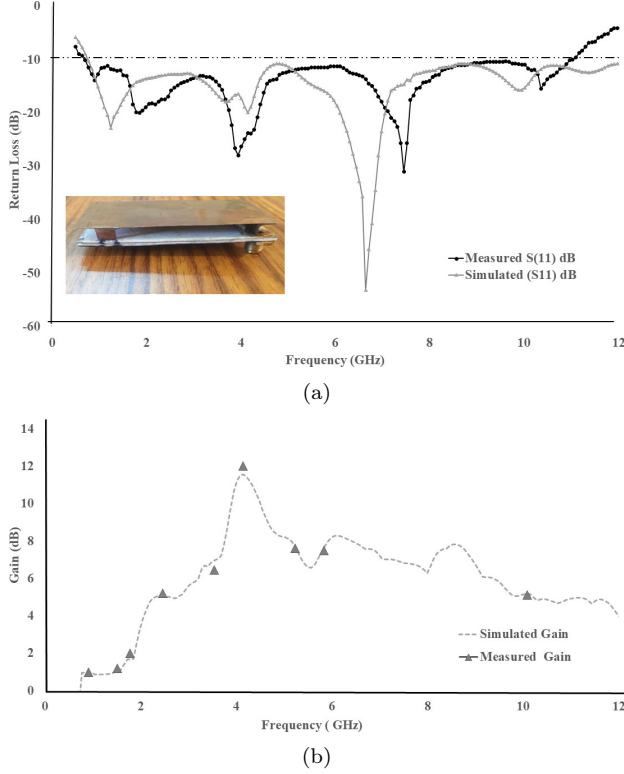 0
-10
-20
-30
-40
-50
-60
Return Loss (dB)
Measured S(11) dB
Simulated (S11) dB
0 2 4 6 8 10 12
Frequency (GHz)
(a)
14
12
10
8
6
4
2
0
Gain (dB)
Simulated Gain
Measured Gain
0 2 4 6 8 10 12
Frequency ( GHz)
(b)